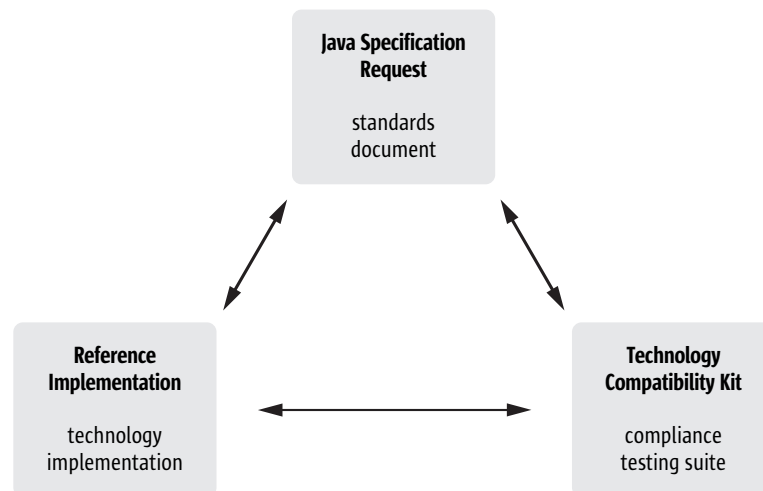 Java Specification
Request
standards
document
Reference
Implementation
technology
implementation
Technology
Compatibility Kit
compliance
testing suite